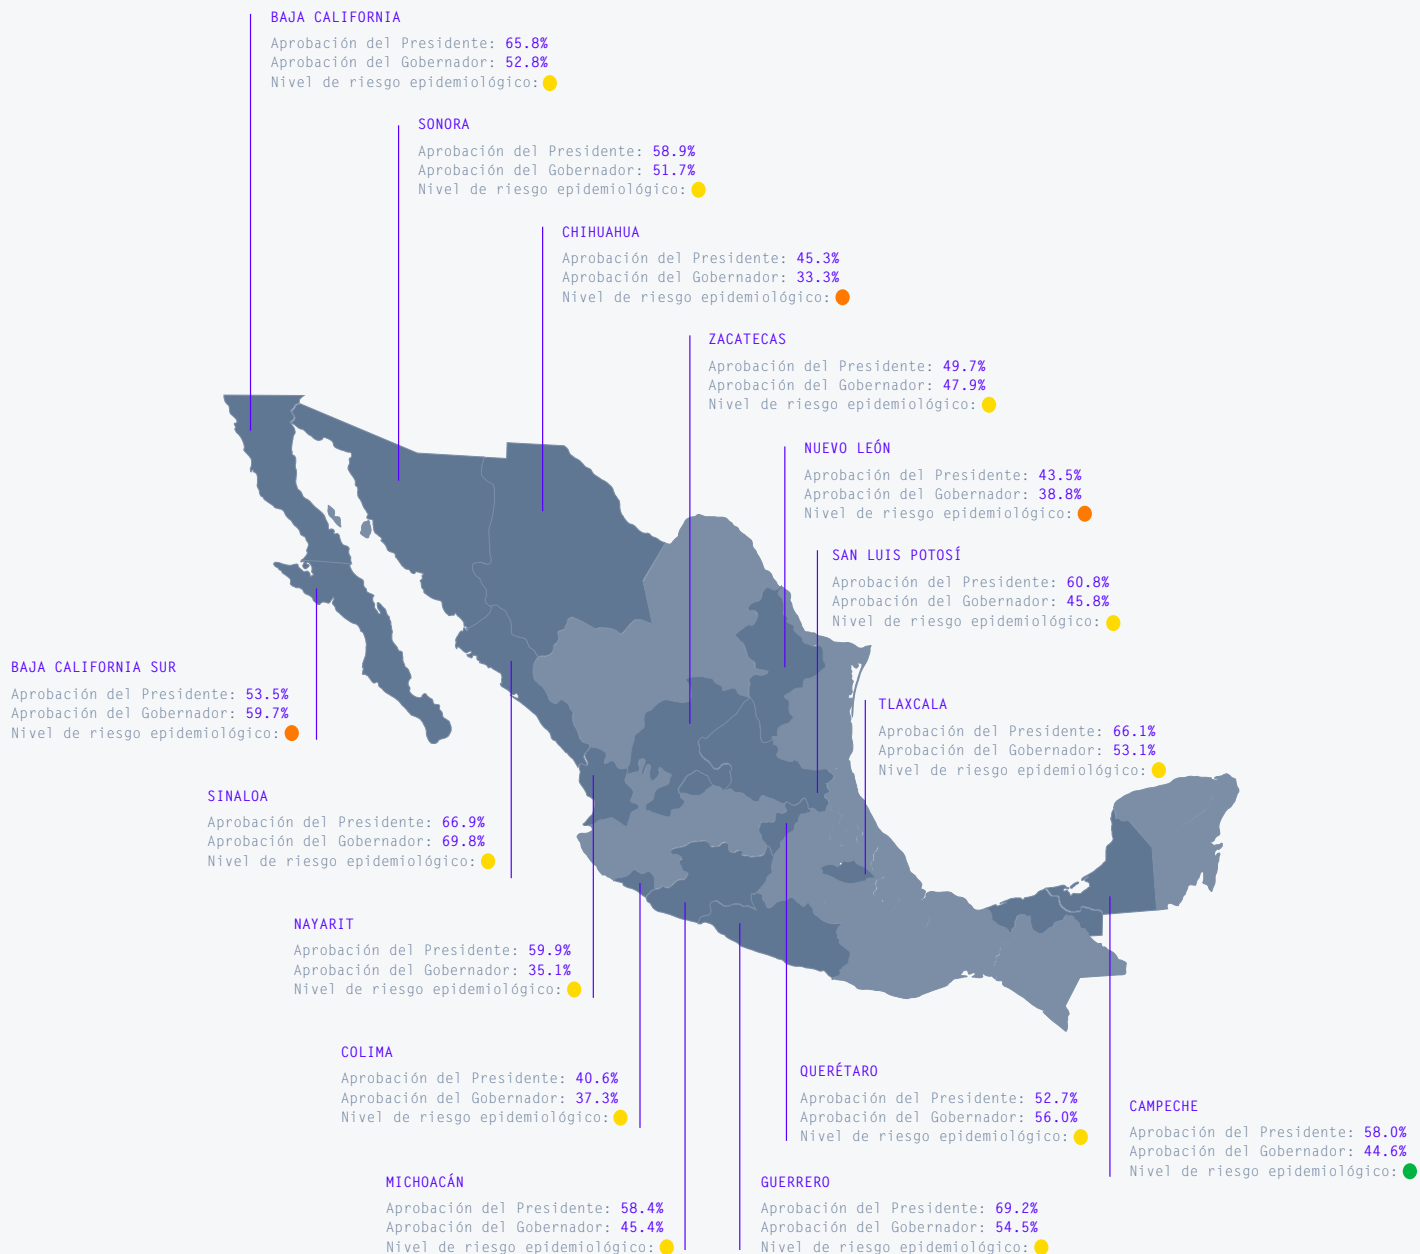 BAJA CALIFORNIA
Aprobación del Presidente: 65.8%
Aprobación del Gobernador: 52.8%
Nivel de riesgo epidemiológico:
SONORA
Aprobación del Presidente: 58.9%
Aprobación del Gobernador: 51.7%
Nivel de riesgo epidemiológico:
CHIHUAHUA
Aprobación del Presidente: 45.3%
Aprobación del Gobernador: 33.3%
Nivel de riesgo epidemiológico:
ZACATECAS
Aprobación del Presidente: 49.7%
Aprobación del Gobernador: 47.9%
Nivel de riesgo epidemiológico:
NUEVO LEÓN
Aprobación del Presidente: 43.5%
Aprobación del Gobernador: 38.8%
Nivel de riesgo epidemiológico:
SAN LUIS POTOSÍ
Aprobación del Presidente: 60.8%
Aprobación del Gobernador: 45.8%
Nivel de riesgo epidemiológico:
BAJA CALIFORNIA SUR
Aprobación del Presidente: 53.5%
Aprobación del Gobernador: 59.7%
Nivel de riesgo epidemiológico:
TLAXCALA
Aprobación del Presidente: 66.1%
Aprobación del Gobernador: 53.1%
Nivel de riesgo epidemiológico:
SINALOA
Aprobación del Presidente: 66.9%
Aprobación del Gobernador: 69.8%
Nivel de riesgo epidemiológico:
NAYARIT
Aprobación del Presidente: 59.9%
Aprobación del Gobernador: 35.1%
Nivel de riesgo epidemiológico:
COLIMA
Aprobación del Presidente: 40.6%
Aprobación del Gobernador: 37.3%
Nivel de riesgo epidemiológico:
QUERÉTARO
Aprobación del Presidente: 52.7%
Aprobación del Gobernador: 56.0%
Nivel de riesgo epidemiológico:
CAMPECHE
Aprobación del Presidente: 58.0%
Aprobación del Gobernador: 44.6%
Nivel de riesgo epidemiológico:
MICHOACÁN
Aprobación del Presidente: 58.4%
Aprobación del Gobernador: 45.4%
Nivel de riesgo epidemiológico:
GUERRERO
Aprobación del Presidente: 69.2%
Aprobación del Gobernador: 54.5%
Nivel de riesgo epidemiológico: